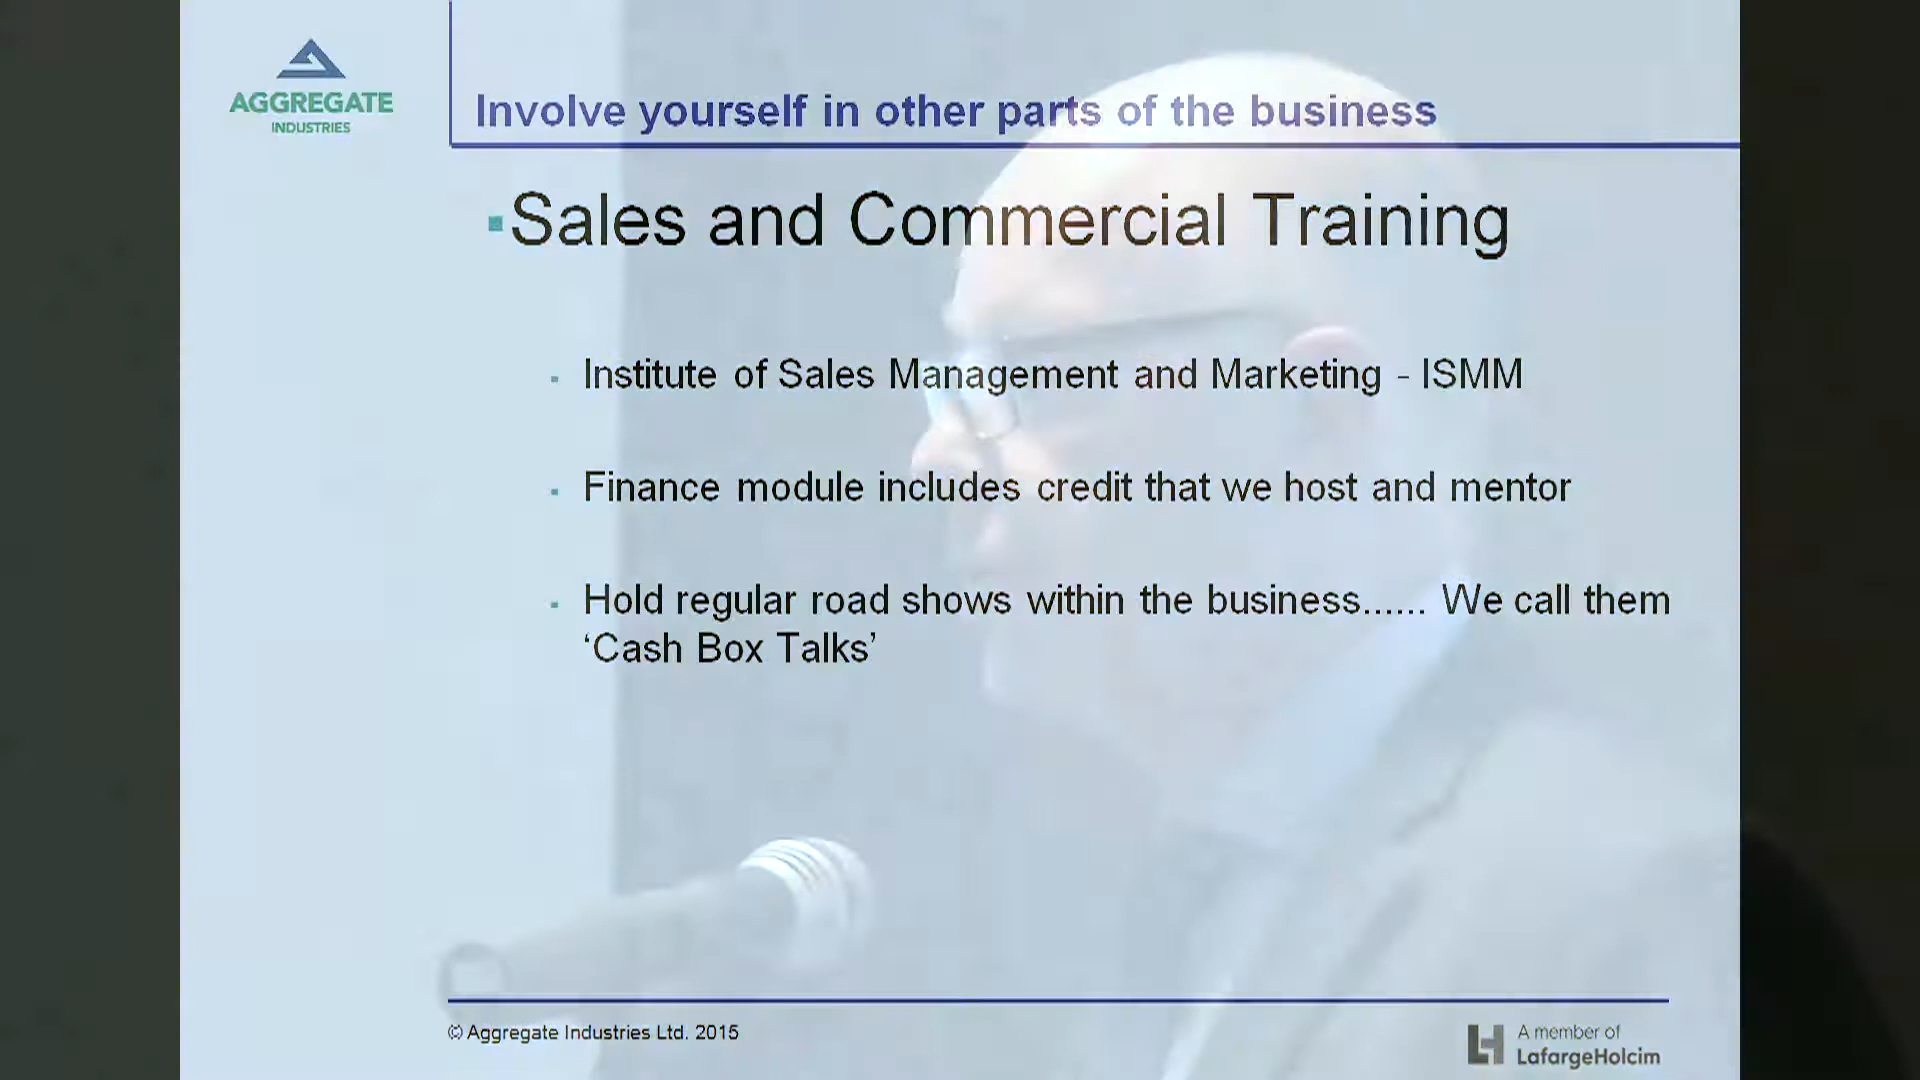 AGGREGATE
INDUSTRIES
Involve yourself in other parts of the business
Sales and Commercial Training
Institute of Sales Management and Marketing - ISMM
Finance module includes credit that we host and mentor
Hold regular road shows within the business...... We call them
‘Cash Box Talks’
© Aggregate Industries Ltd. 2015
A member of
LafargeHolcim